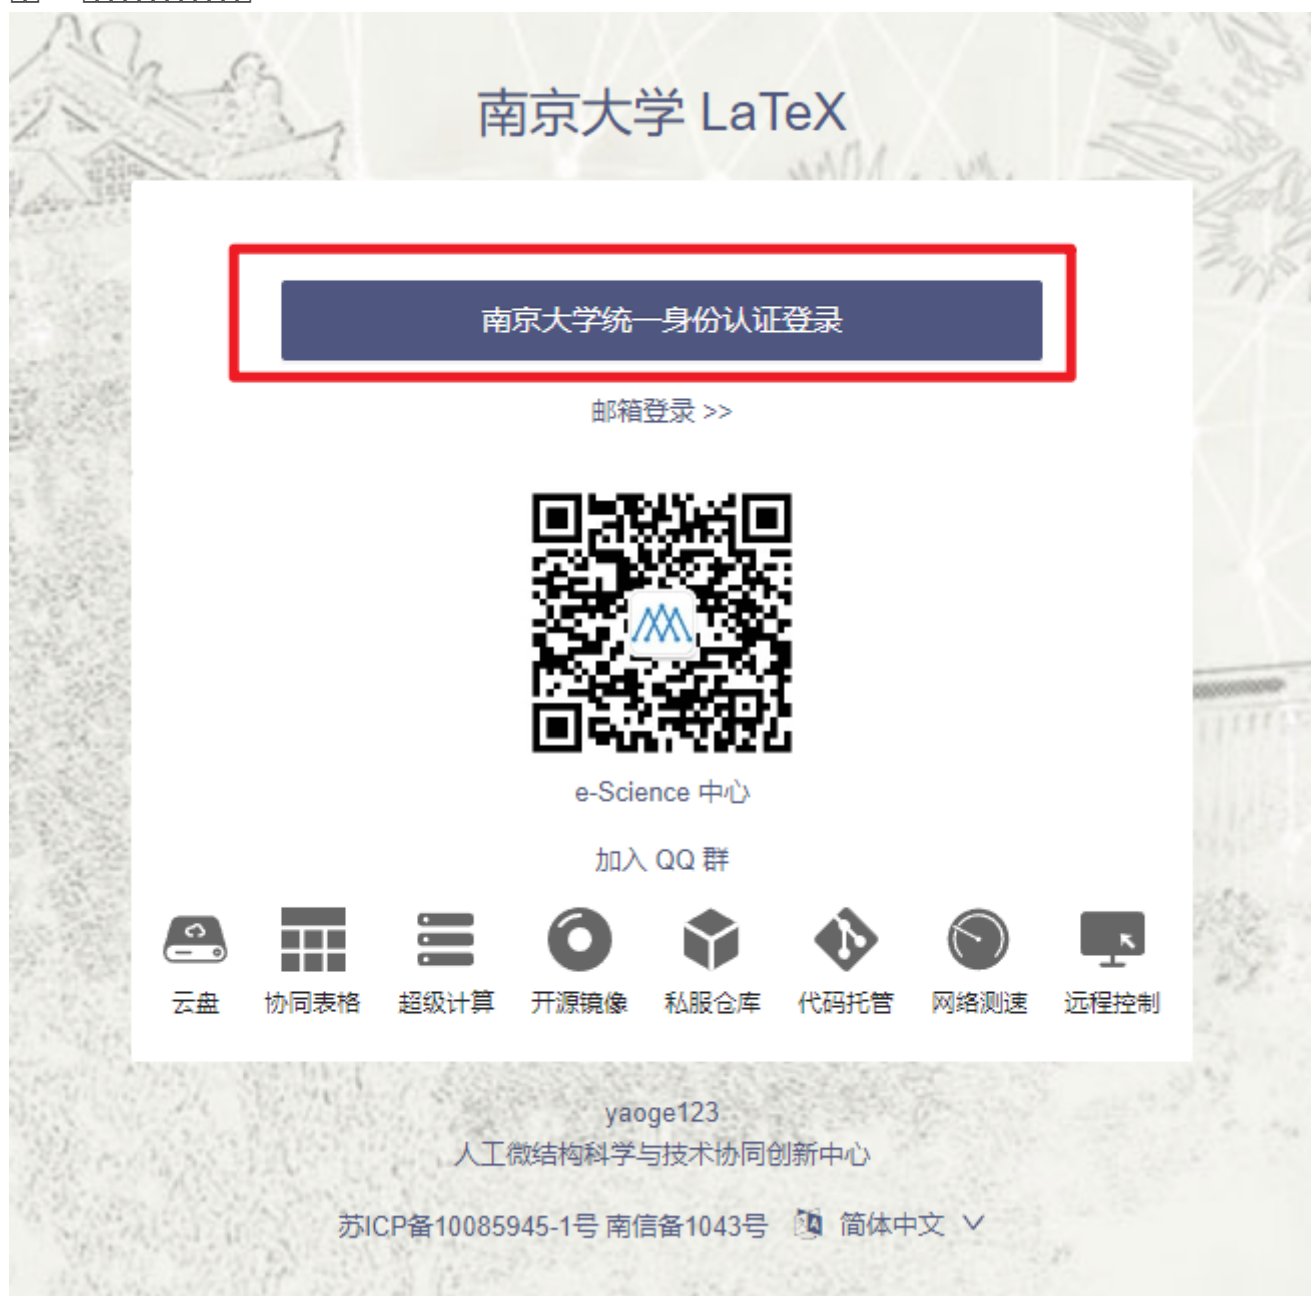 南京大学 LaTeX
南京大学统一身份认证登录
邮箱登录 >>
e-Science 中心
加入 QQ 群
云盘 协同表格 超级计算 开源镜像 私服仓库 代码托管 网络测速 远程控制
yaoge123
人工微结构科学与技术协同创新中心
苏ICP备10085945-1号 南信备1043号 简体中文